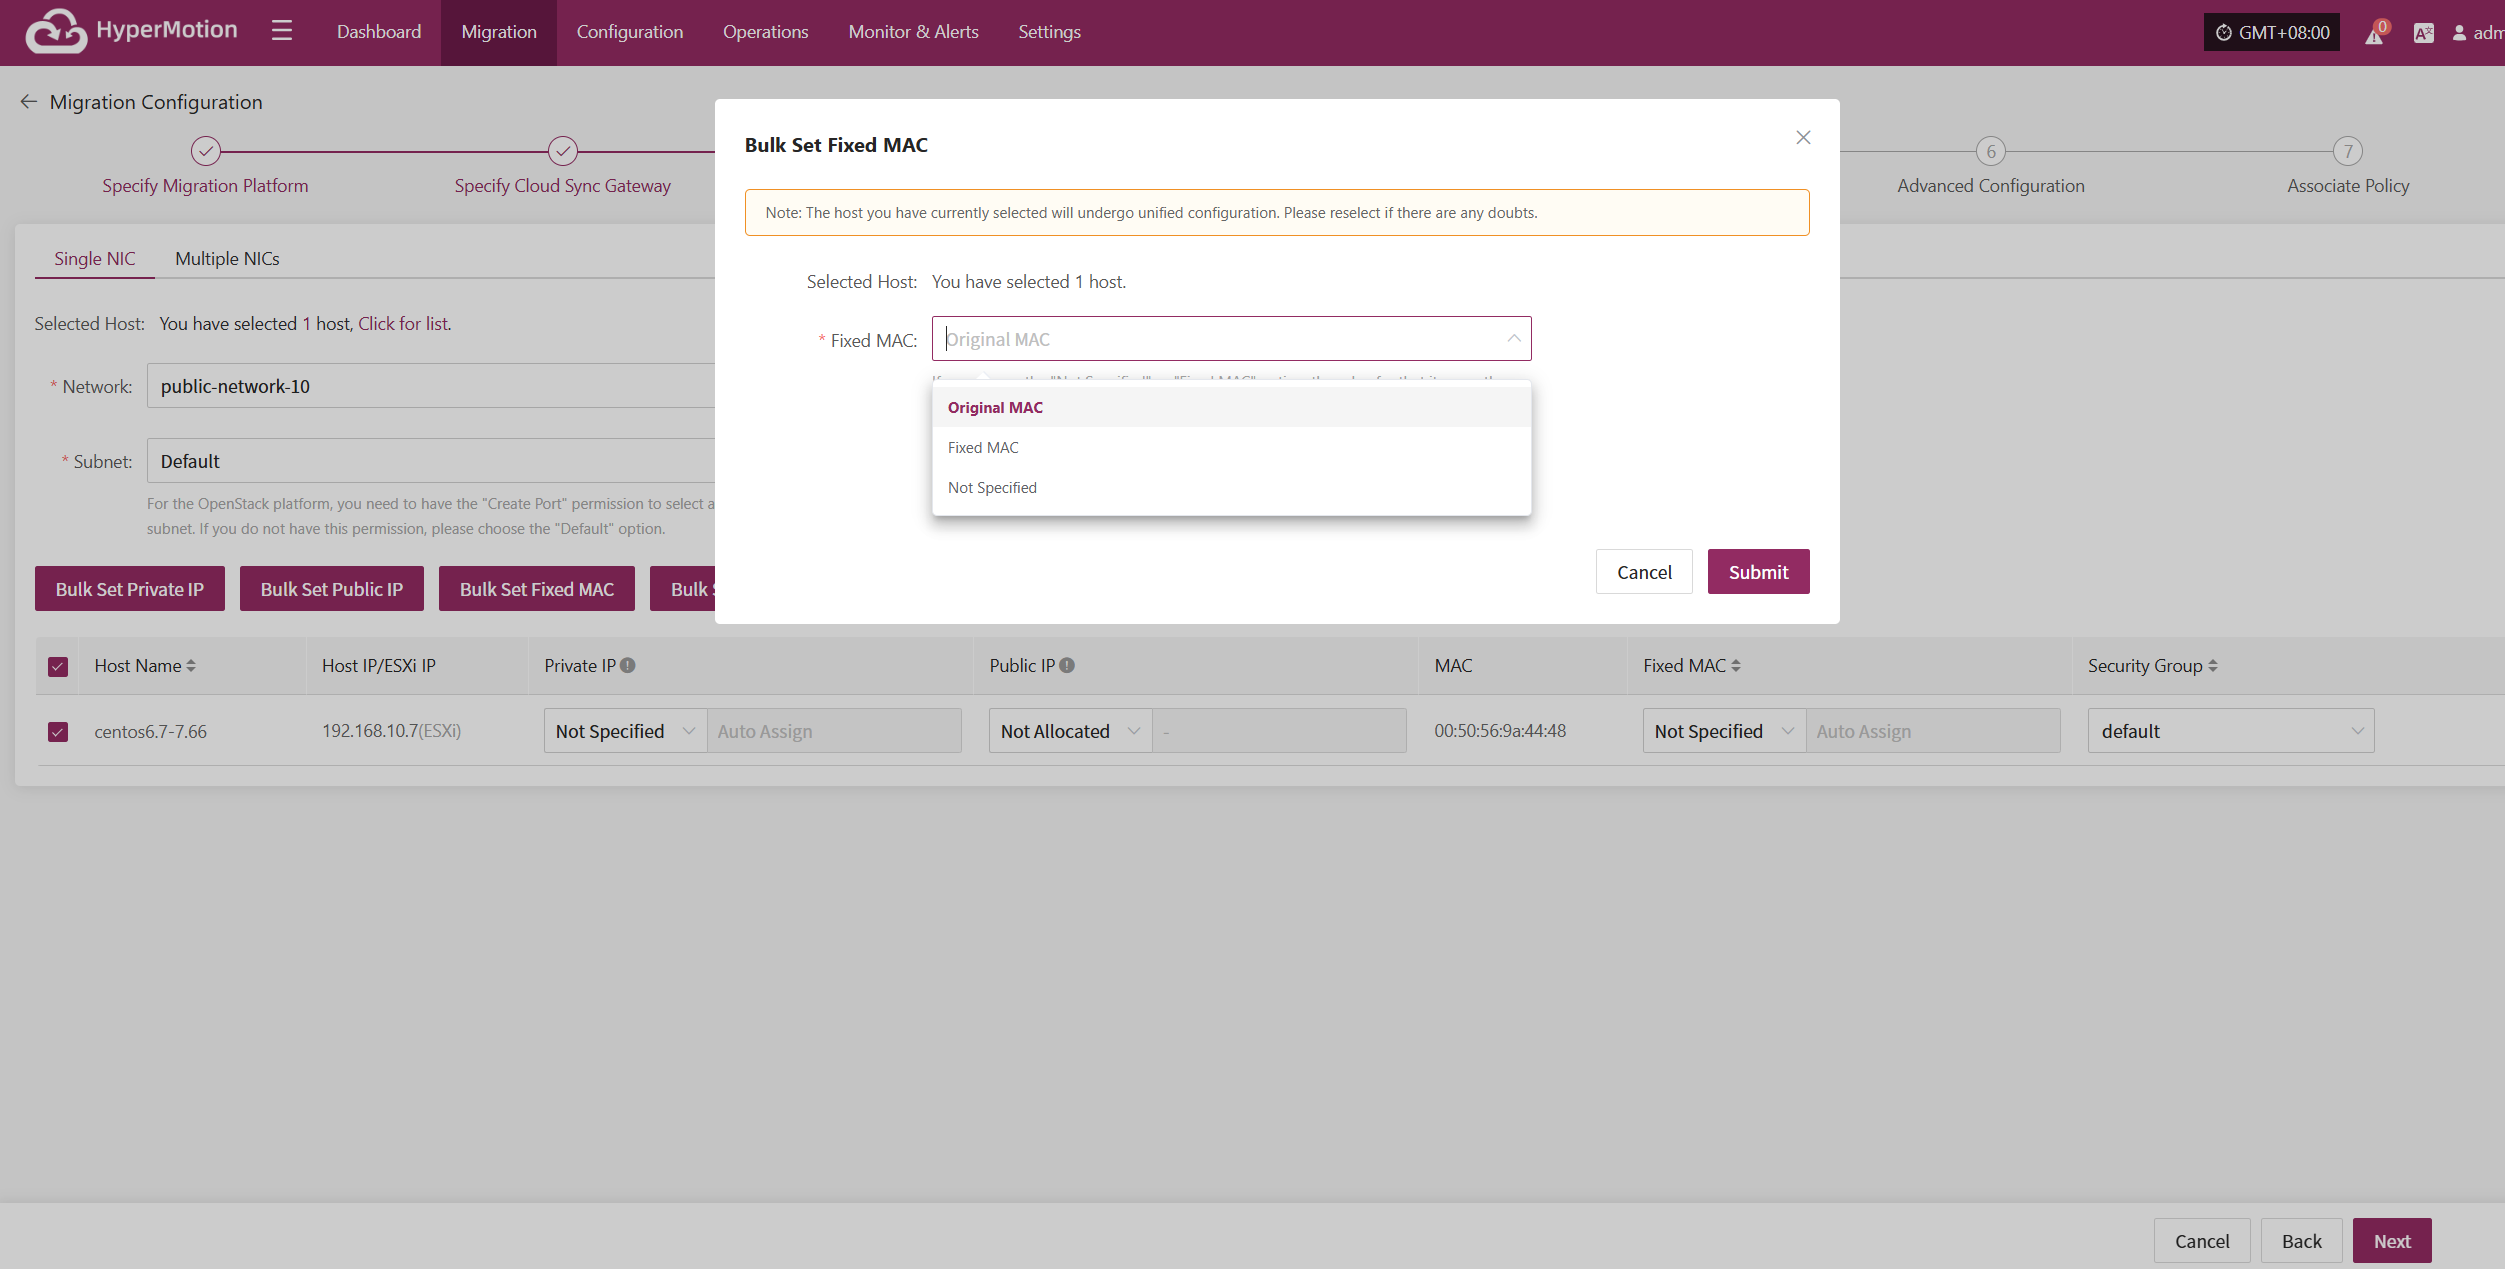 HyperMotion
Dashboard
Migration
Configuration
Operations
Monitor & Alerts
Settings
GMT+08:00
0
adm
Migration Configuration
Specify Migration Platform
Specify Cloud Sync Gateway
6
Advanced Configuration
7
Associate Policy
Bulk Set Fixed MAC
Note: The host you have currently selected will undergo unified configuration. Please reselect if there are any doubts.
Selected Host: You have selected 1 host.
* Fixed MAC: Original MAC
Original MAC
Fixed MAC
Not Specified
Cancel
Submit
Single NIC
Multiple NICs
Selected Host: You have selected 1 host, Click for list.
* Network: public-network-10
* Subnet: Default
For the OpenStack platform, you need to have the "Create Port" permission to select a
subnet. If you do not have this permission, please choose the "Default" option.
Bulk Set Private IP
Bulk Set Public IP
Bulk Set Fixed MAC
Bulk
Host Name
Host IP/ESXi IP
Private IP
Public IP
MAC
Fixed MAC
Security Group
centos6.7-7.66
192.168.10.7(ESXi)
Not Specified
Auto Assign
Not Allocated
-
00:50:56:9a:44:48
Not Specified
Auto Assign
default
Cancel
Back
Next